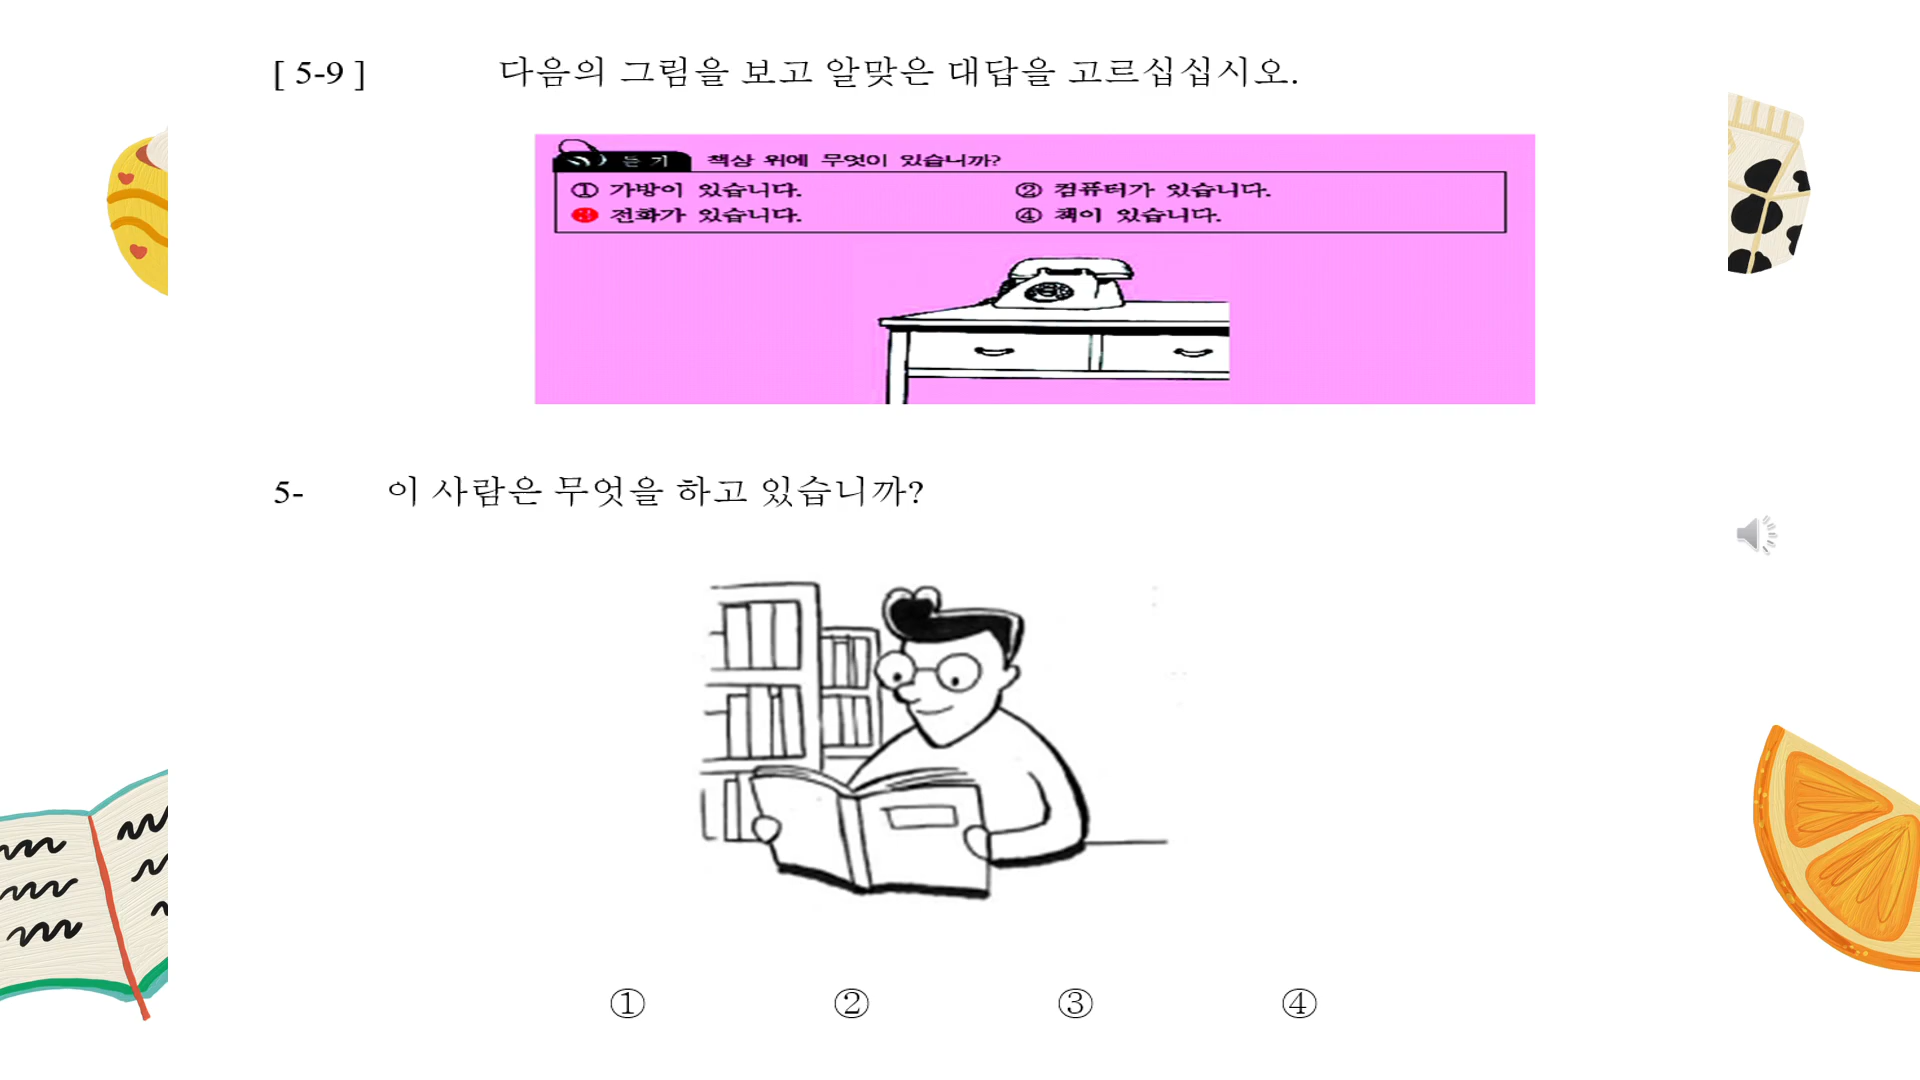 [ 5-9 ] 다음의 그림을 보고 알맞은 대답을 고르십십시오.
듣기 책상 위에 무엇이 있습니까?
① 가방이 있습니다. ② 컴퓨터가 있습니다.
③ 전화가 있습니다. ④ 책이 있습니다.
5- 이 사람은 무엇을 하고 있습니까?
① ② ③ ④